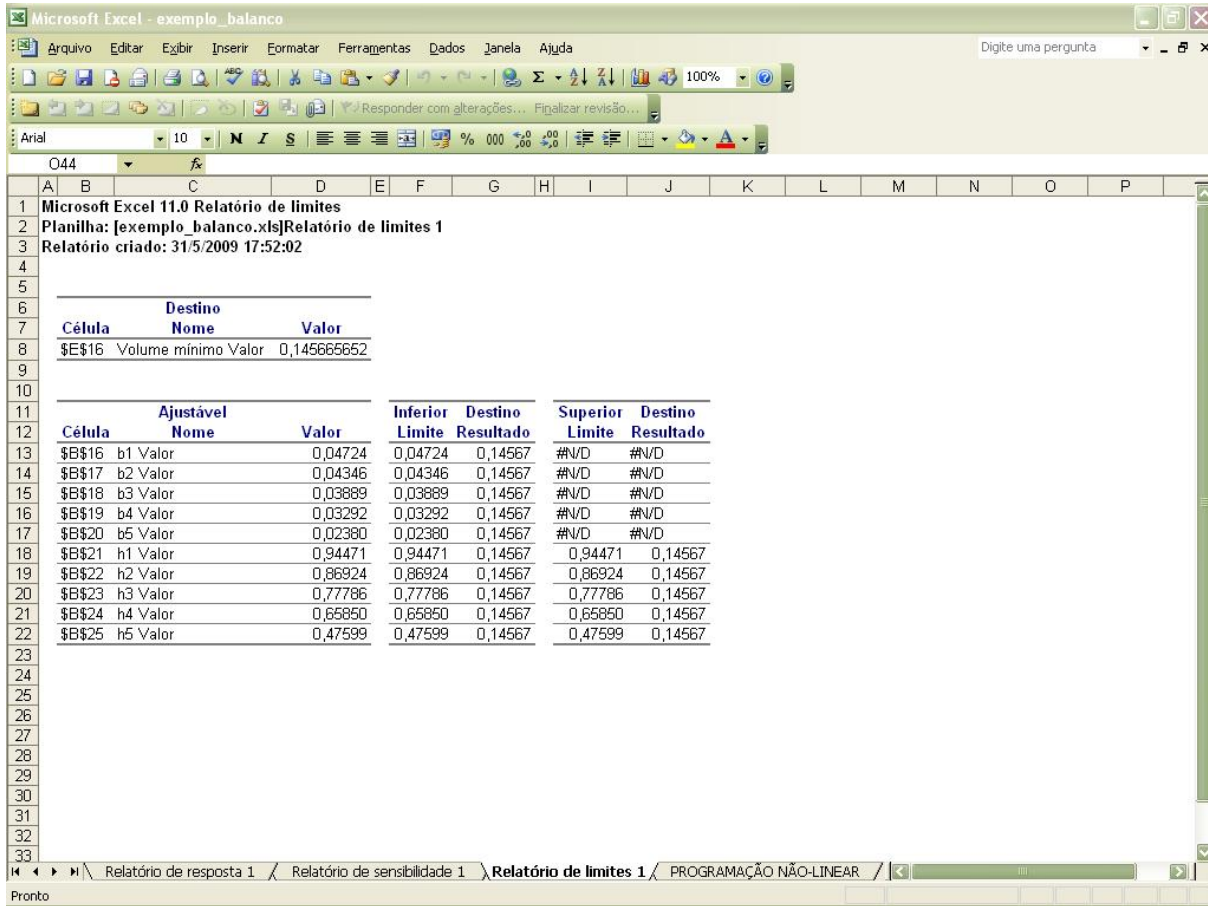 Microsoft Excel - exemplo_balanco
Arquivo Editar Exibir Inserir Formatar Ferramentas Dados Janela Ajuda Digite uma pergunta
100%
Responder com alterações... Finalizar revisão...
Arial 10 N I S % 000
O44 fx
A B C D E F G H I J K L M N O P
1 Microsoft Excel 11.0 Relatório de limites
2 Planilha: [exemplo_balanco.xls]Relatório de limites 1
3 Relatório criado: 31/5/2009 17:52:02
4
5
6 Destino
7 Célula Nome Valor
8 $E$16 Volume mínimo Valor 0,145665652
9
10
11 Ajustável Inferior Destino Superior Destino
12 Célula Nome Valor Limite Resultado Limite Resultado
13 $B$16 b1 Valor 0,04724 0,04724 0,14567 #N/D #N/D
14 $B$17 b2 Valor 0,04346 0,04346 0,14567 #N/D #N/D
15 $B$18 b3 Valor 0,03889 0,03889 0,14567 #N/D #N/D
16 $B$19 b4 Valor 0,03292 0,03292 0,14567 #N/D #N/D
17 $B$20 b5 Valor 0,02380 0,02380 0,14567 #N/D #N/D
18 $B$21 h1 Valor 0,94471 0,94471 0,14567 0,94471 0,14567
19 $B$22 h2 Valor 0,86924 0,86924 0,14567 0,86924 0,14567
20 $B$23 h3 Valor 0,77786 0,77786 0,14567 0,77786 0,14567
21 $B$24 h4 Valor 0,65850 0,65850 0,14567 0,65850 0,14567
22 $B$25 h5 Valor 0,47599 0,47599 0,14567 0,47599 0,14567
23
24
25
26
27
28
29
30
31
32
33
Relatório de resposta 1 Relatório de sensibilidade 1 Relatório de limites 1 PROGRAMAÇÃO NÃO-LINEAR
Pronto